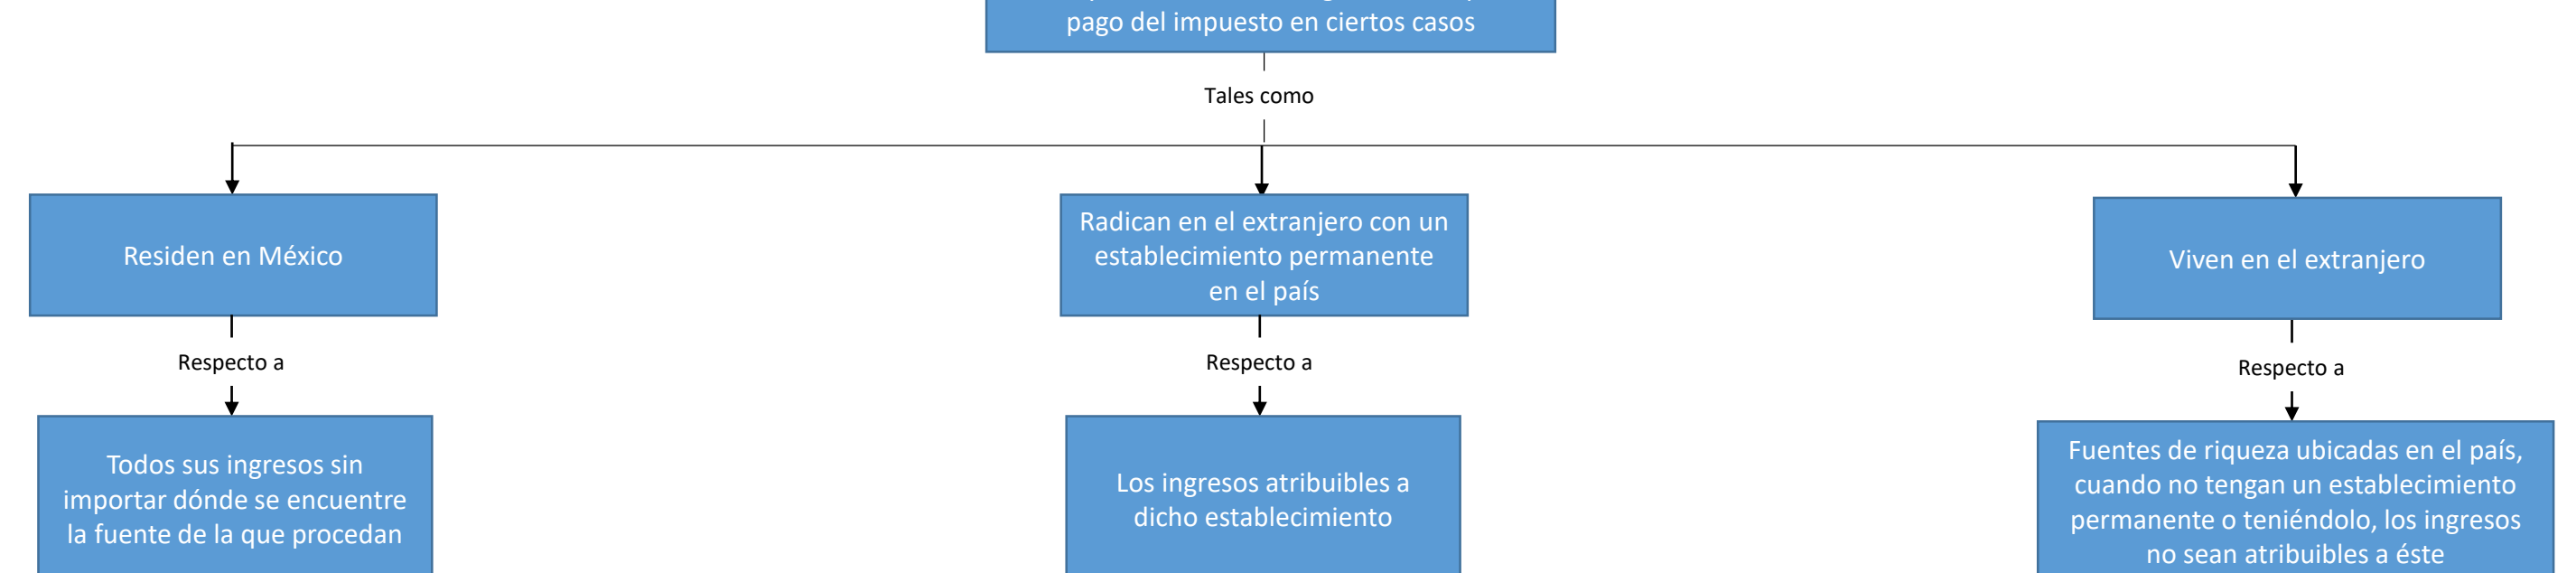 pago del impuesto en ciertos casos
Tales como
Residen en México
Radican en el extranjero con un
establecimiento permanente
en el país
Viven en el extranjero
Respecto a
Respecto a
Respecto a
Todos sus ingresos sin
importar dónde se encuentre
la fuente de la que procedan
Los ingresos atribuibles a
dicho establecimiento
Fuentes de riqueza ubicadas en el país,
cuando no tengan un establecimiento
permanente o teniéndolo, los ingresos
no sean atribuibles a éste